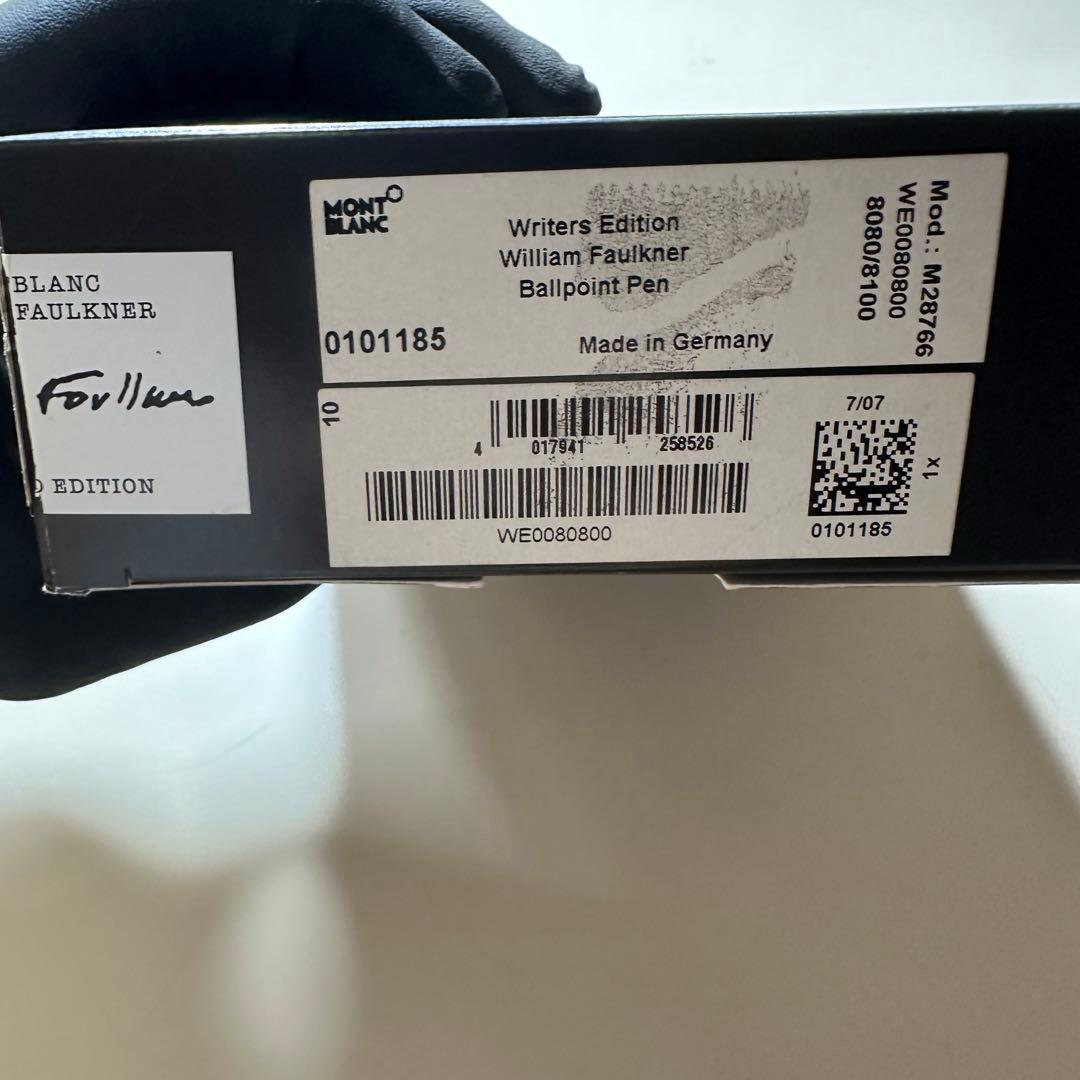 BLANC
FAULKNER
EDITION
MONT
BLANC
Writers Edition
William Faulkner
Ballpoint Pen
0101185
Made in Germany
Mod.: M28766
WE0080800
8080/8100
10
4 017941 258526
WE0080800
7/07
x1
0101185